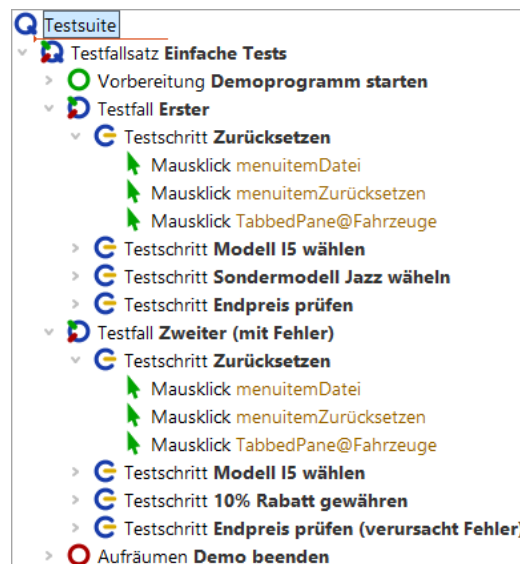 Testsuite
Testfallsatz Einfache Tests
Vorbereitung Demoprogramm starten
Testfall Erster
Testschritt Zurücksetzen
Mausklick menuitemDatei
Mausklick menuitemZurücksetzen
Mausklick TabbedPane@Fahrzeuge
Testschritt Modell I5 wählen
Testschritt Sondermodell Jazz wäheln
Testschritt Endpreis prüfen
Testfall Zweiter (mit Fehler)
Testschritt Zurücksetzen
Mausklick menuitemDatei
Mausklick menuitemZurücksetzen
Mausklick TabbedPane@Fahrzeuge
Testschritt Modell I5 wählen
Testschritt 10% Rabatt gewähren
Testschritt Endpreis prüfen (verursacht Fehler)
Aufräumen Demo beenden